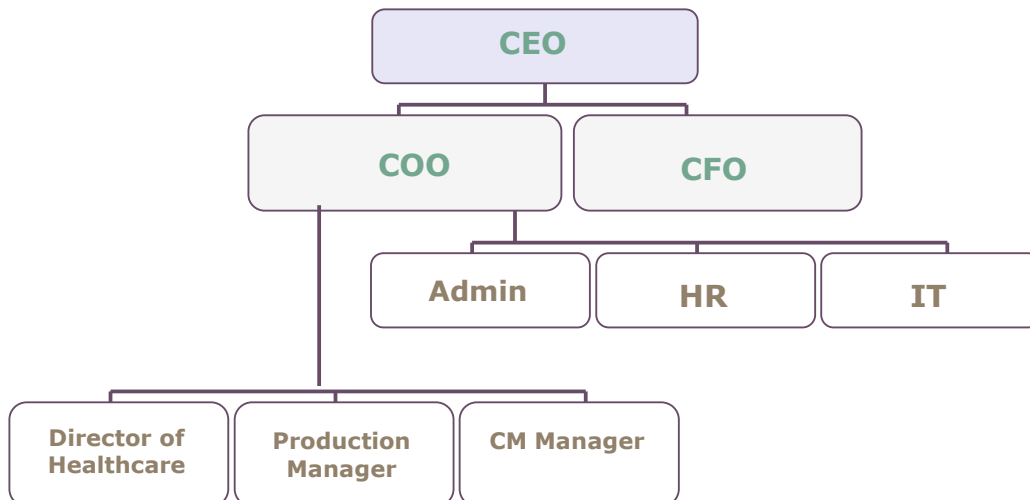 CEO
COO
CFO
Admin
HR
IT
Director of
Healthcare
Production
Manager
CM Manager